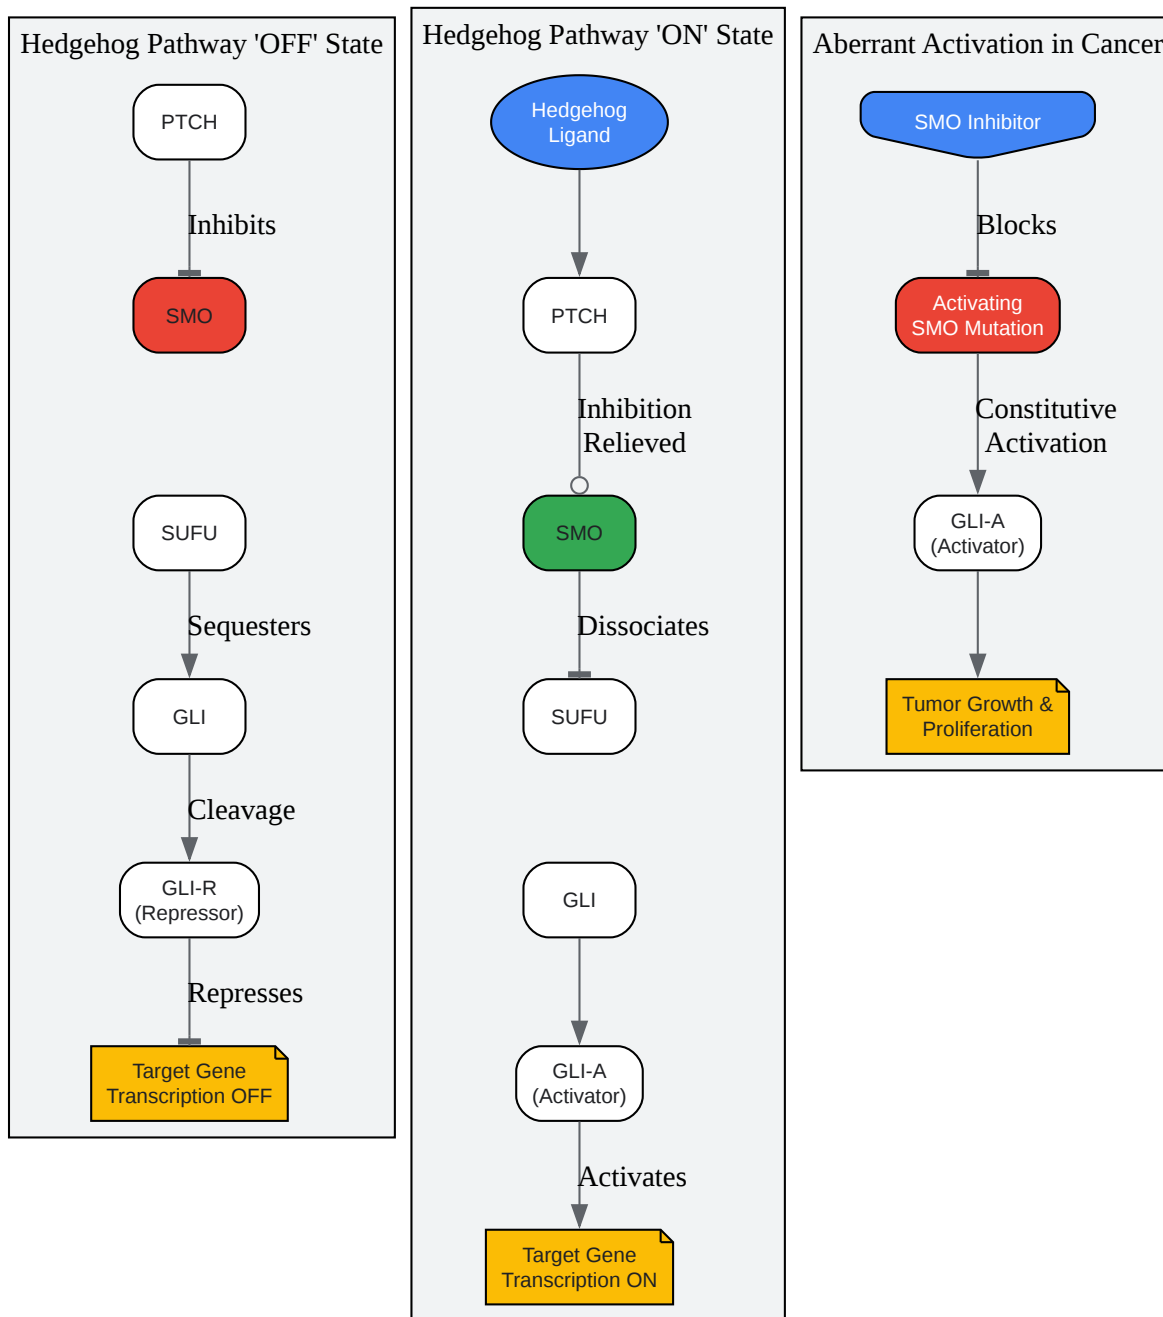 Hedgehog Pathway 'OFF' State
PTCH
Inhibits
SMO
SUFU
Sequesters
GLI
Cleavage
GLI-R
(Repressor)
Represses
Target Gene
Transcription OFF
Hedgehog Pathway 'ON' State
Hedgehog
Ligand
PTCH
Inhibition
Relieved
SMO
Dissociates
SUFU
GLI
GLI-A
(Activator)
Activates
Target Gene
Transcription ON
Aberrant Activation in Cancer
SMO Inhibitor
Blocks
Activating
SMO Mutation
Constitutive
Activation
GLI-A
(Activator)
Tumor Growth &
Proliferation